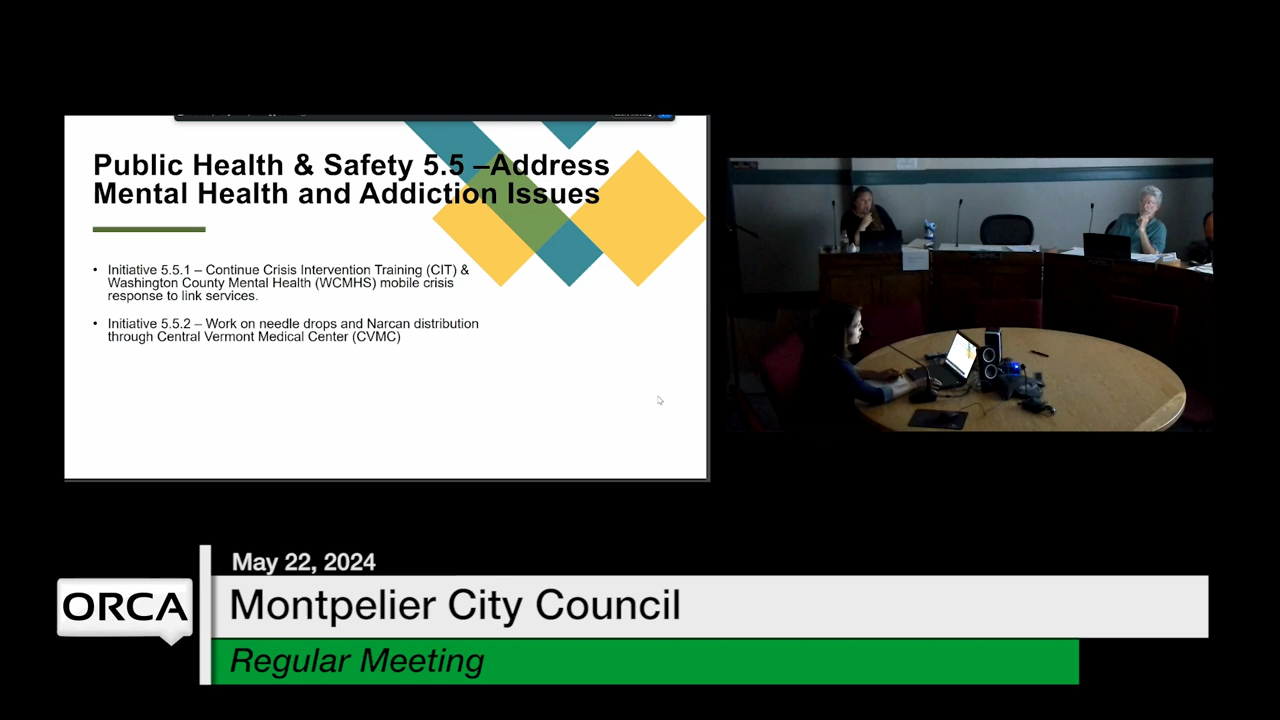 Public Health & Safety 5.5 –Address
Mental Health and Addiction Issues
• Initiative 5.5.1 – Continue Crisis Intervention Training (CIT) &
Washington County Mental Health (WCMHS) mobile crisis
response to link services.
• Initiative 5.5.2 – Work on needle drops and Narcan distribution
through Central Vermont Medical Center (CVMC)
May 22, 2024
ORCA
Montpelier City Council
Regular Meeting